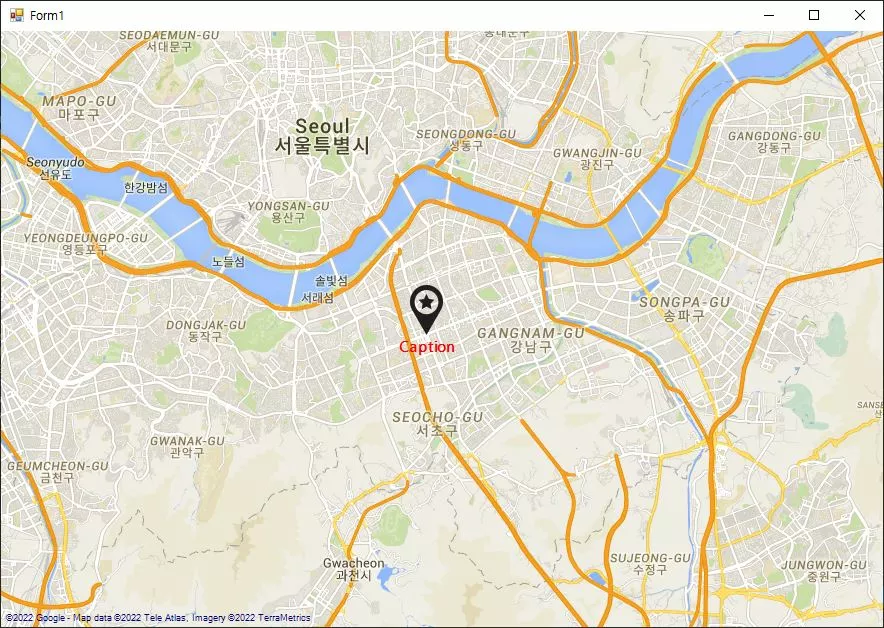 Form1
SEODAEMUN-GU
서대문구
동대문구
MAPO-GU
마포구
Seoul
서울특별시
SEONGDONG-GU
성동구
GWANGJIN-GU
광진구
GANGDONG-GU
강동구
Seonyudo
선유도
한강밤섬
YONGSAN-GU
용산구
YEONGDEUNGPO-GU
영등포구
노들섬
솔빛섬
서래섬
SONGPA-GU
송파구
DONGJAK-GU
동작구
GANGNAM-GU
강남구
Caption
SEOCHO-GU
서초구
SANSE
GWANAK-GU
관악구
GEUMCHEON-GU
금천구
Gwacheon
과천시
SUJEONG-GU
수정구
JUNGWON-GU
중원구
©2022 Google - Map data ©2022 Tele Atlas, Imagery ©2022 TerraMetrics